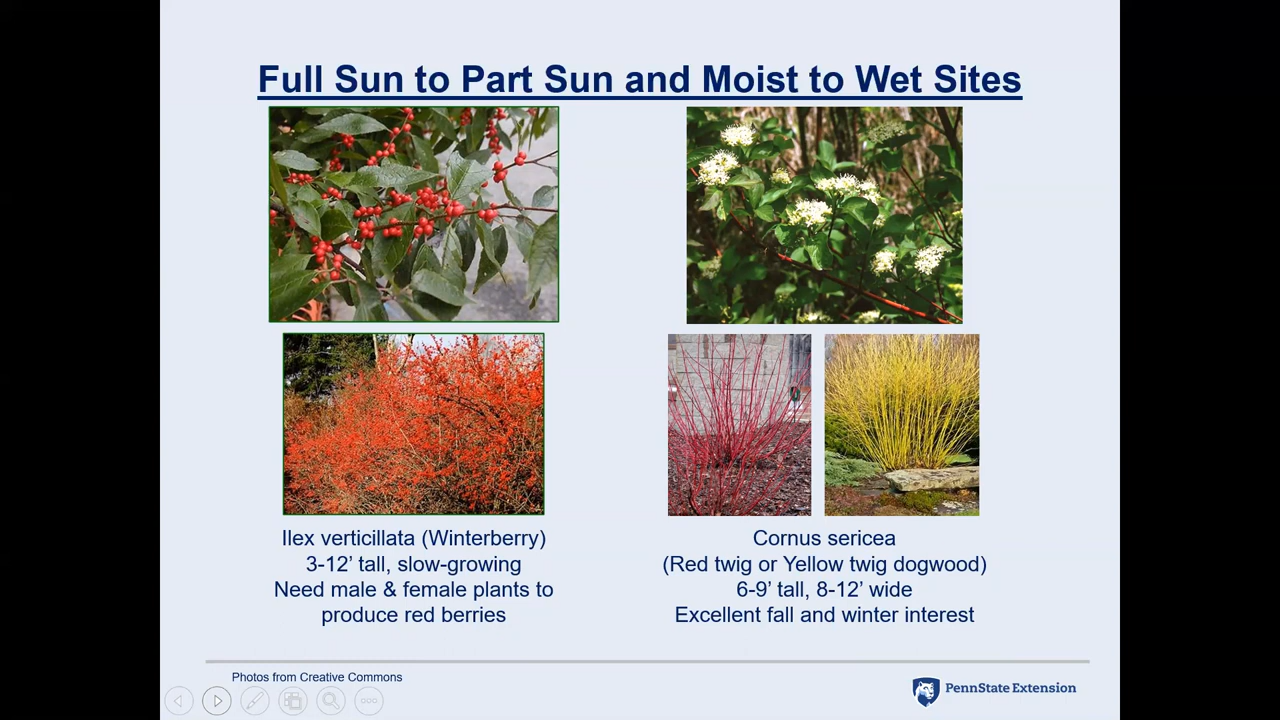 Full Sun to Part Sun and Moist to Wet Sites
Ilex verticillata (Winterberry)
3-12’ tall, slow-growing
Need male & female plants to
produce red berries
Cornus sericea
(Red twig or Yellow twig dogwood)
6-9’ tall, 8-12’ wide
Excellent fall and winter interest
Photos from Creative Commons
PennState Extension